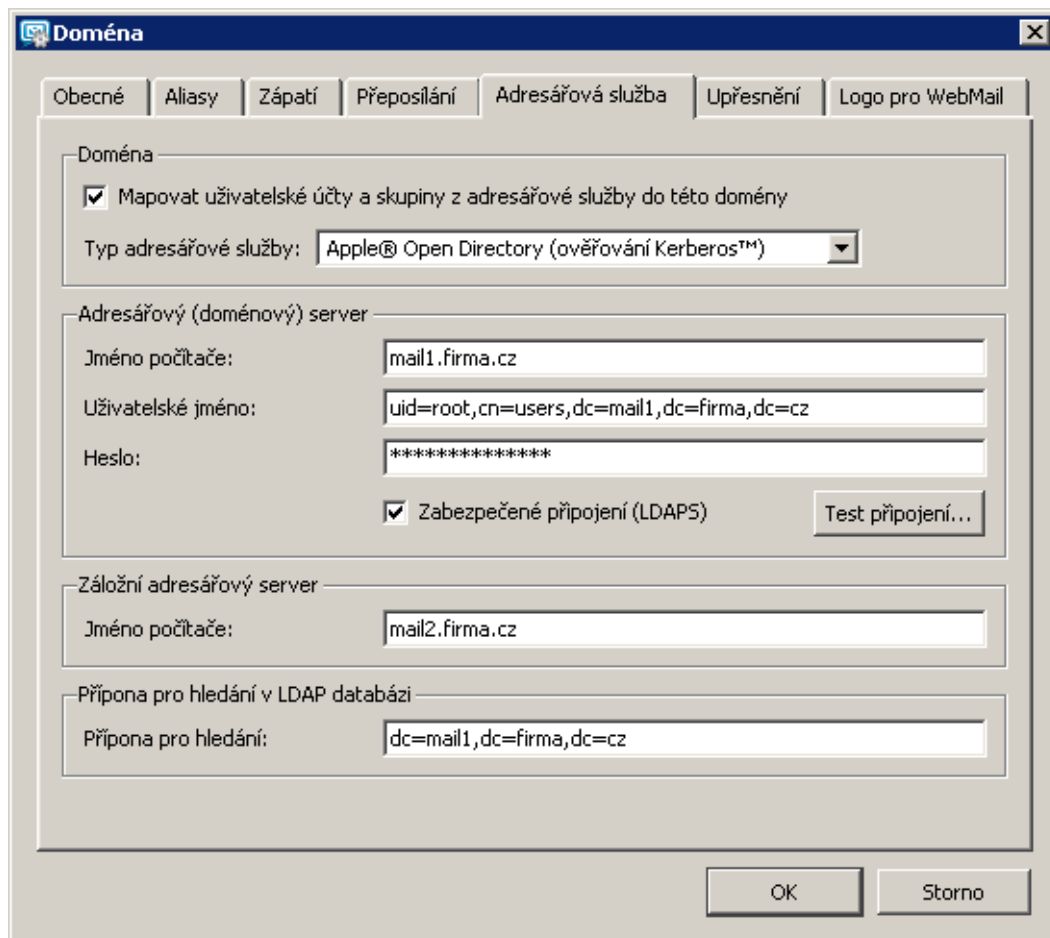 Doména
Obecné Aliasy Zápatí Přeposílání Adresářová služba Upřesnění Logo pro WebMail
Doména
Mapovat uživatelské účty a skupiny z adresářové služby do této domény
Typ adresářové služby: Apple® Open Directory (ověřování Kerberos™)
Adresářový (doménový) server
Jméno počítače: mail1.firma.cz
Uživatelské jméno: uid=root,cn=users,dc=mail1,dc=firma,dc=cz
Heslo: **************
Zabezpečené připojení (LDAPS) Test připojení...
Záložní adresářový server
Jméno počítače: mail2.firma.cz
Přípona pro hledání v LDAP databázi
Přípona pro hledání: dc=mail1,dc=firma,dc=cz
OK Storno